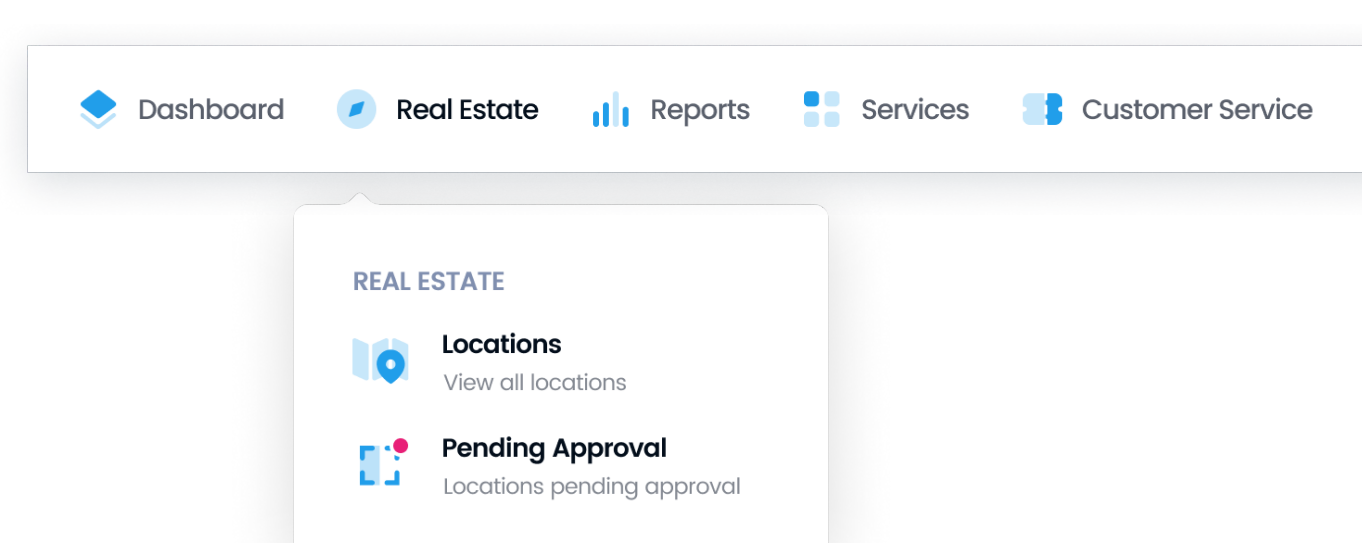 Dashboard Real Estate Reports Services Customer Service
REAL ESTATE
Locations
View all locations
Pending Approval
Locations pending approval